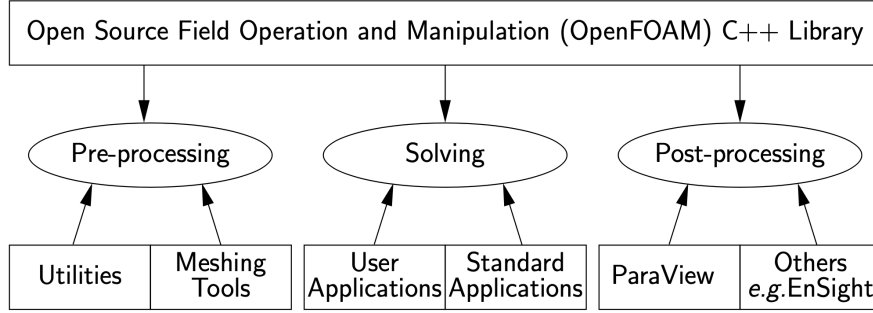 Open Source Field Operation and Manipulation (OpenFOAM) C++ Library
Pre-processing
Solving
Post-processing
Utilities
Meshing
Tools
User
Applications
Standard
Applications
ParaView
Others
e.g.EnSight